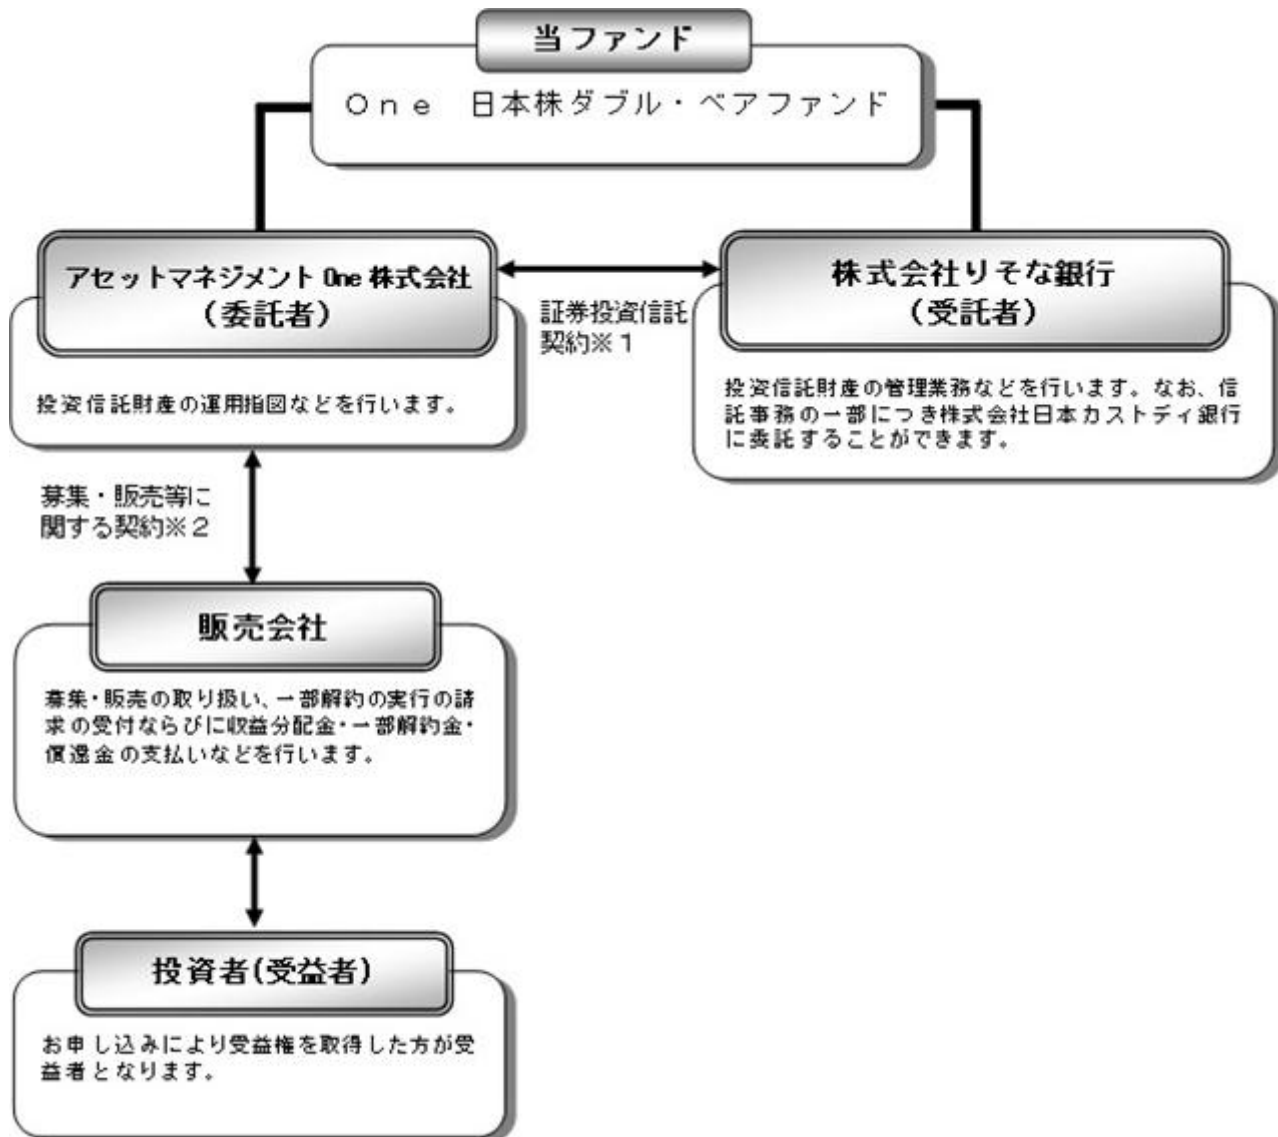 当ファンド
Ｏｎｅ　日本株ダブル・ベアファンド
アセットマネジメント One 株式会社
（委託者）
投資信託財産の運用指図などを行います。
証券投資信託
契約※１
株式会社りそな銀行
（受託者）
投資信託財産の管理業務などを行います。なお、信
託事務の一部につき株式会社日本カストディ銀行
に委託することができます。
募集・販売等に
関する契約※２
販売会社
募集・販売の取り扱い、一部解約の実行の請
求の受付ならびに収益分配金・一部解約金・
償還金の支払いなどを行います。
投資者(受益者)
お申し込みにより受益権を取得した方が受
益者となります。